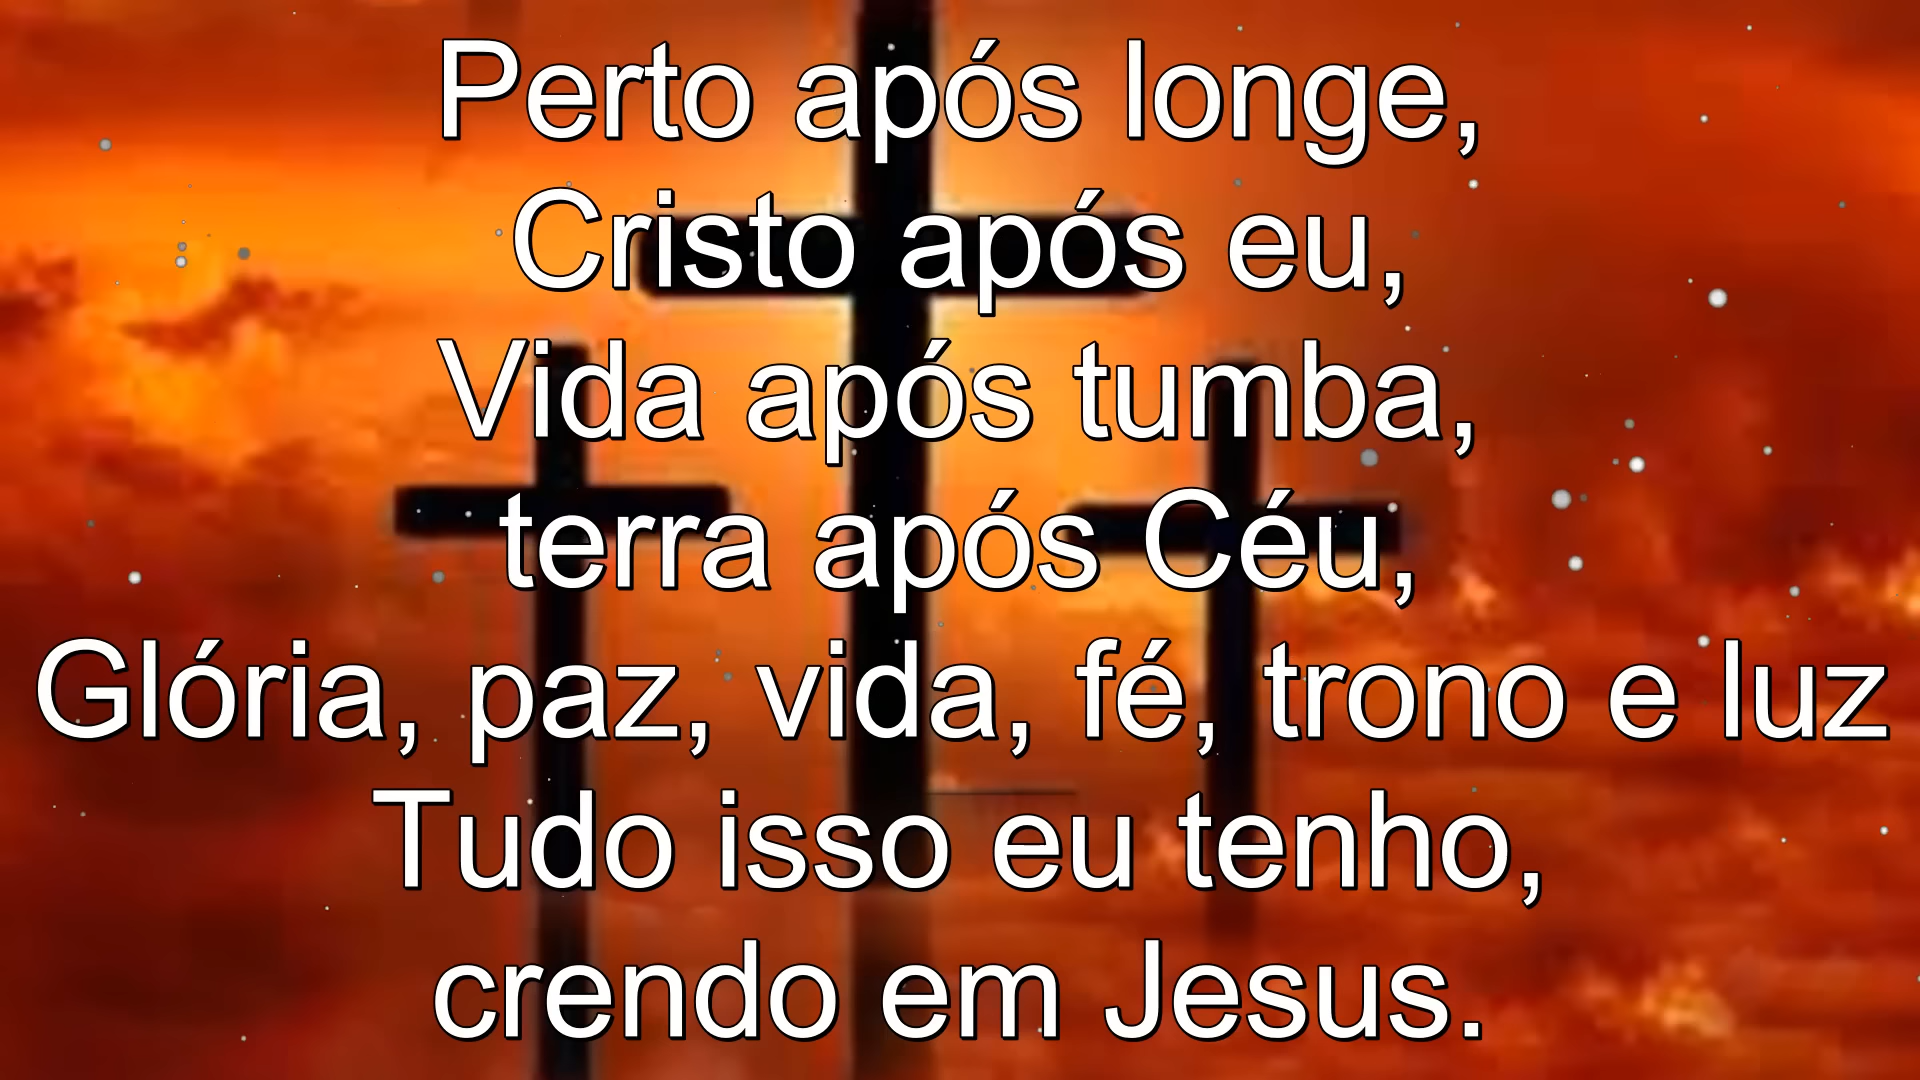 Perto após longe,
Cristo após eu,
Vida após tumba,
terra após Céu,
Glória, paz, vida, fé, trono e luz
Tudo isso eu tenho,
crendo em Jesus.